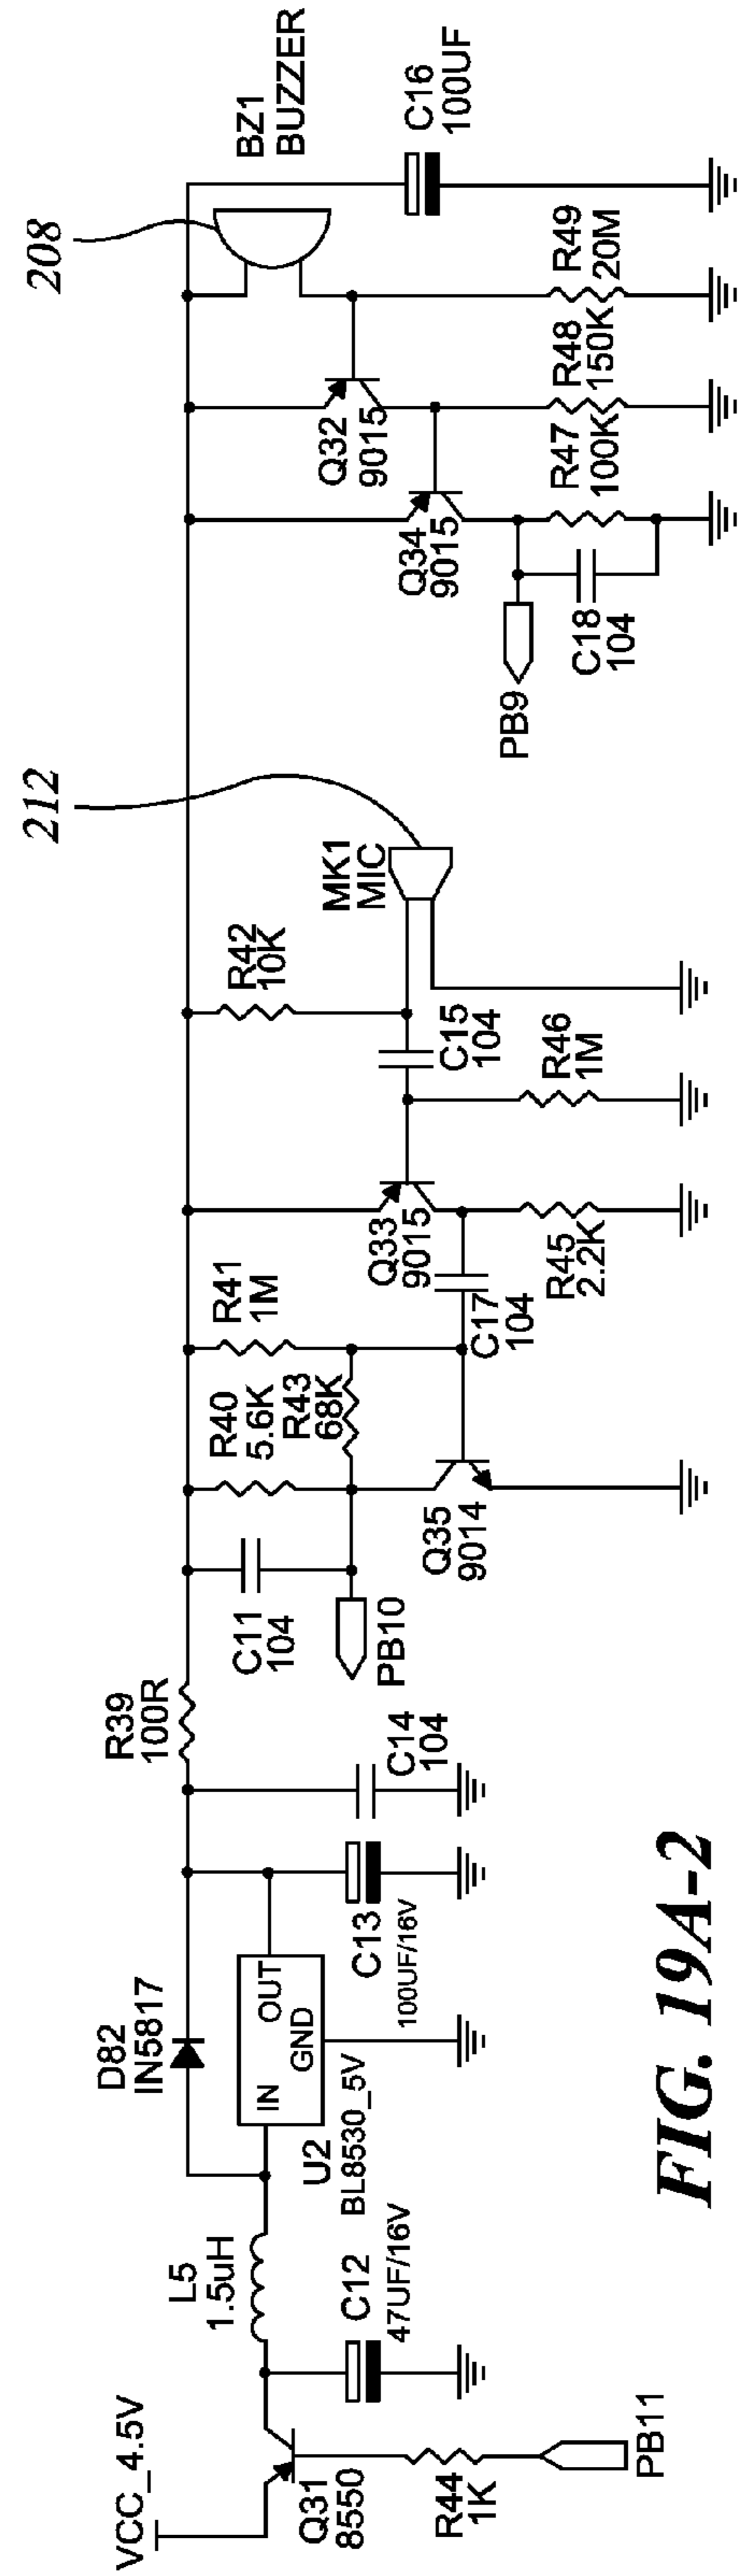 VCC_4.5V
Q31
8550
R44
1K
PB11
L5
1.5uH
C12
47UF/16V
D82
IN5817
IN
OUT
GND
U2
BL8530_5V
C13
100UF/16V
C14
104
R39
100R
C11
104
PB10
R40
5.6K
R41
1M
R43
68K
Q35
9014
C17
104
Q33
9015
R45
2.2K
R46
1M
C15
104
R42
10K
MK1
MIC
212
PB9
C18
104
Q34
9015
R47
100K
Q32
9015
R48
150K
R49
20M
208
BZ1
BUZZER
C16
100UF
FIG. 19A-2